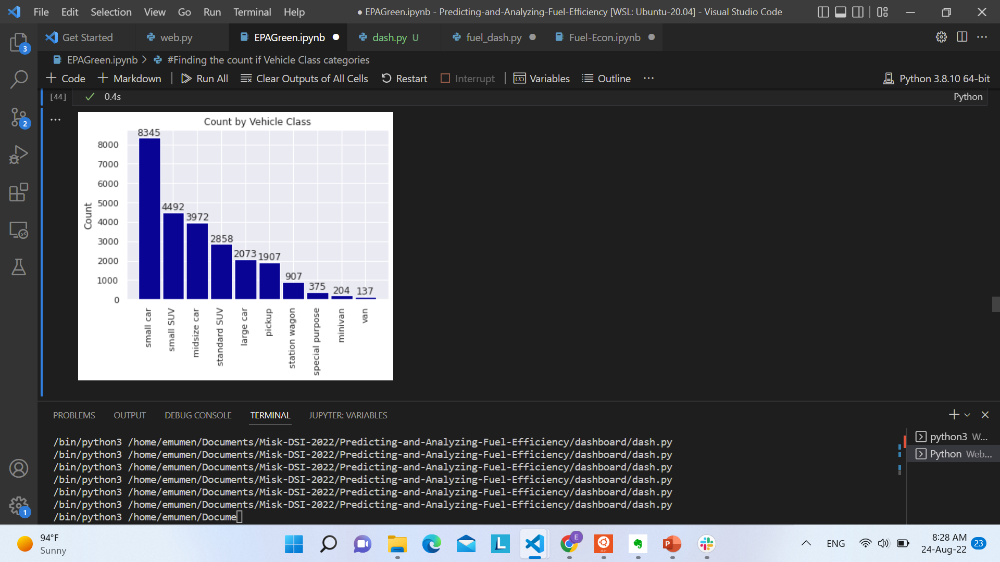 File Edit Selection View Go Run Terminal Help
● EPAGreen.ipynb - Predicting-and-Analyzing-Fuel-Efficiency [WSL: Ubuntu-20.04] - Visual Studio Code
Get Started web.py EPAGreen.ipynb dash.py U fuel_dash.py Fuel-Econ.ipynb
EPAGreen.ipynb > #Finding the count if Vehicle Class categories
+ Code + Markdown Run All Clear Outputs of All Cells Restart Interrupt Variables Outline ··· Python 3.8.10 64-bit
[44] 0.4s Python
3
2
1
Count by Vehicle Class
Count
8000
7000
6000
5000
4000
3000
2000
1000
0
8345
4492
3972
2858
2073
1907
907
375
204
137
small car
small SUV
midsize car
standard SUV
large car
pickup
station wagon
special purpose
minivan
van
PROBLEMS OUTPUT DEBUG CONSOLE TERMINAL JUPYTER: VARIABLES
/bin/python3 /home/emumen/Documents/Misk-DSI-2022/Predicting-and-Analyzing-Fuel-Efficiency/dashboard/dash.py
/bin/python3 /home/emumen/Documents/Misk-DSI-2022/Predicting-and-Analyzing-Fuel-Efficiency/dashboard/dash.py
/bin/python3 /home/emumen/Documents/Misk-DSI-2022/Predicting-and-Analyzing-Fuel-Efficiency/dashboard/dash.py
/bin/python3 /home/emumen/Documents/Misk-DSI-2022/Predicting-and-Analyzing-Fuel-Efficiency/dashboard/dash.py
/bin/python3 /home/emumen/Documents/Misk-DSI-2022/Predicting-and-Analyzing-Fuel-Efficiency/dashboard/dash.py
/bin/python3 /home/emumen/Documents/Misk-DSI-2022/Predicting-and-Analyzing-Fuel-Efficiency/dashboard/dash.py
/bin/python3 /home/emumen/Docume
python3 W...
Python Web...
94°F
Sunny
L
E
P
ENG
8:28 AM
24-Aug-22
23